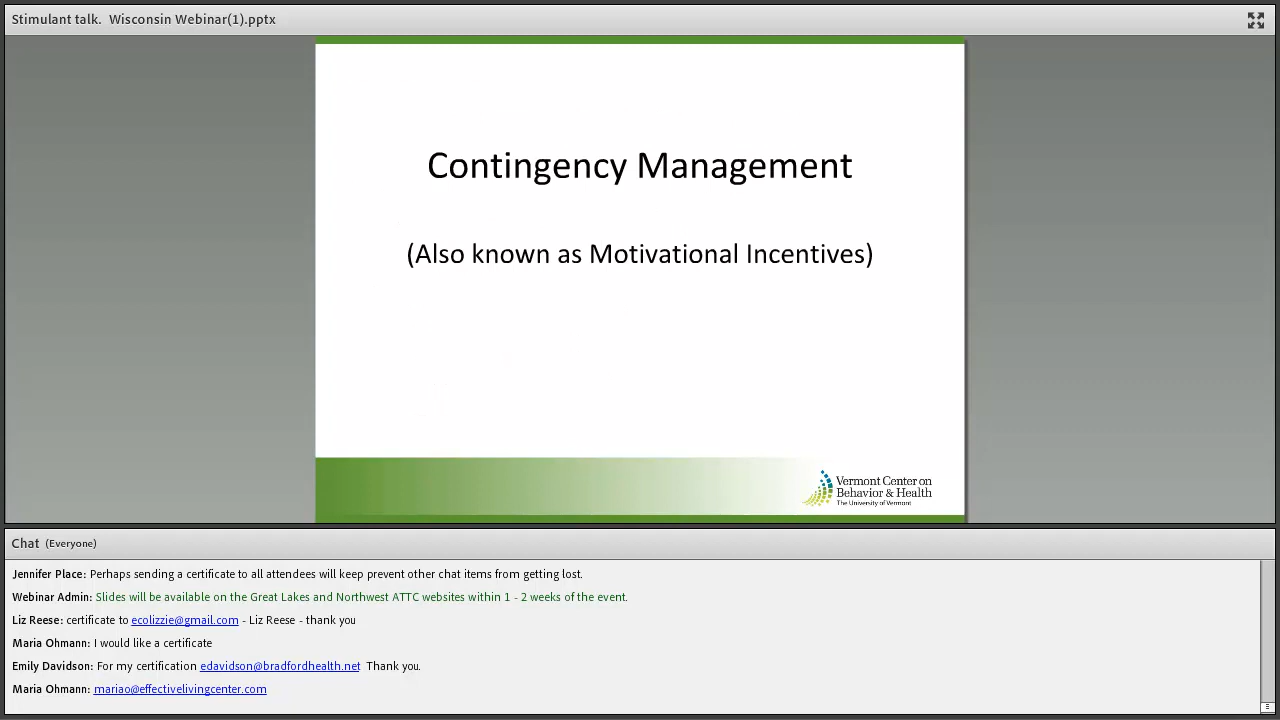 Stimulant talk.  Wisconsin Webinar(1).pptx
Contingency Management
(Also known as Motivational Incentives)
Vermont Center on
Behavior & Health
The University of Vermont
Chat (Everyone)
Jennifer Place: Perhaps sending a certificate to all attendees will keep prevent other chat items from getting lost.
Webinar Admin: Slides will be available on the Great Lakes and Northwest ATTC websites within 1 - 2 weeks of the event.
Liz Reese: certificate to ecolizzie@gmail.com - Liz Reese - thank you
Maria Ohmann: I would like a certificate
Emily Davidson: For my certification edavidson@bradfordhealth.net  Thank you.
Maria Ohmann: mariao@effectivelivingcenter.com